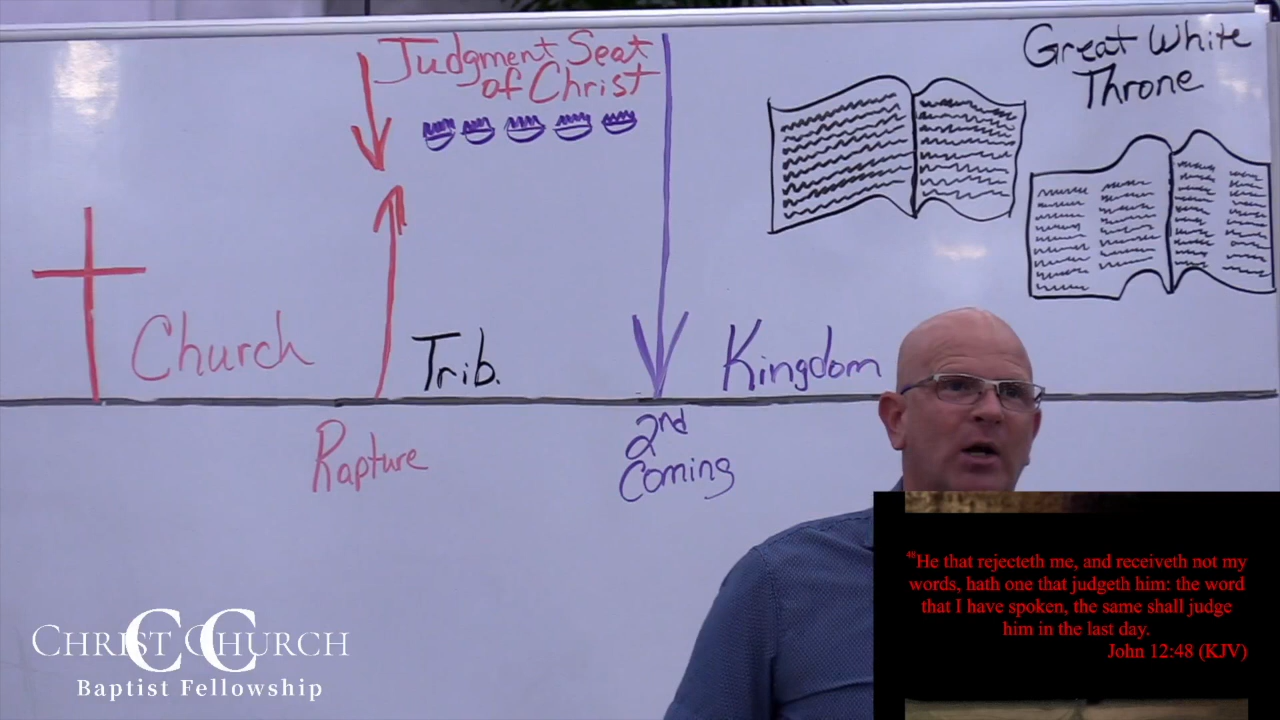 Judgment Seat
of Christ
Great White
Throne
Church
Trib.
Kingdom
Rapture
2nd
Coming
48He that rejecteth me, and receiveth not my
words, hath one that judgeth him: the word
that I have spoken, the same shall judge
him in the last day.
John 12:48 (KJV)
CC
CHRIST CHURCH
Baptist Fellowship